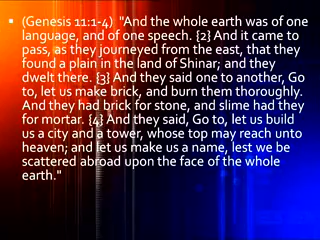 • (Genesis 11:1-4) "And the whole earth was of one
language, and of one speech. {2} And it came to
pass, as they journeyed from the east, that they
found a plain in the land of Shinar; and they
dwelt there. {3} And they said one to another, Go
to, let us make brick, and burn them thoroughly.
And they had brick for stone, and slime had they
for mortar. {4} And they said, Go to, let us build
us a city and a tower, whose top may reach unto
heaven; and let us make us a name, lest we be
scattered abroad upon the face of the whole
earth."